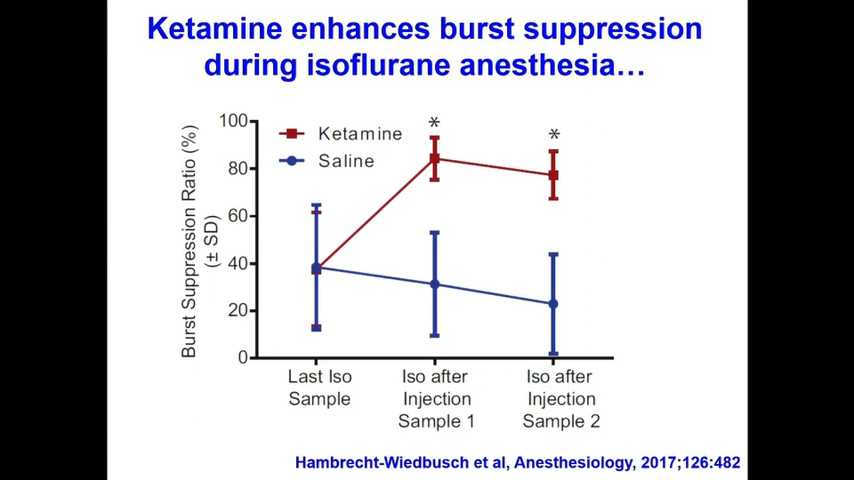 Ketamine enhances burst suppression
during isoflurane anesthesia…
Burst Suppression Ratio (%)
(± SD)
100
80
60
40
20
0
Ketamine
Saline
*
*
Last Iso
Sample
Iso after
Injection
Sample 1
Iso after
Injection
Sample 2
Hambrecht-Wiedbusch et al, Anesthesiology, 2017;126:482